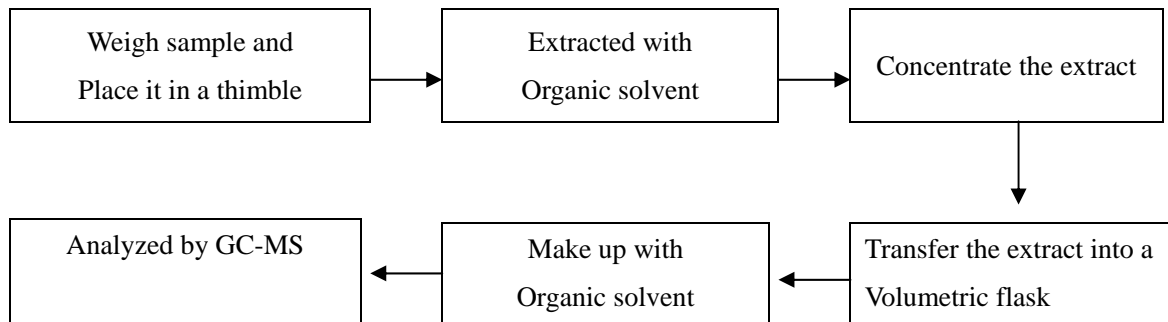 Weigh sample and
Place it in a thimble
Extracted with
Organic solvent
Concentrate the extract
Transfer the extract into a
Volumetric flask
Make up with
Organic solvent
Analyzed by GC-MS